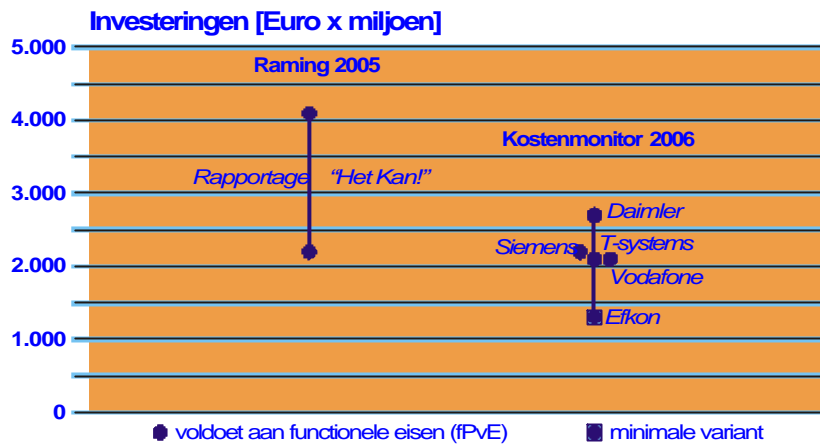 Investeringen [Euro x miljoen]
5.000
Raming 2005
4.000
Kostenmonitor 2006
Rapportage "Het Kan!"
3.000
Daimler
Siemens T-systems
2.000
Vodafone
Efkon
1.000
0
voldoet aan functionele eisen (fPvE) minimale variant